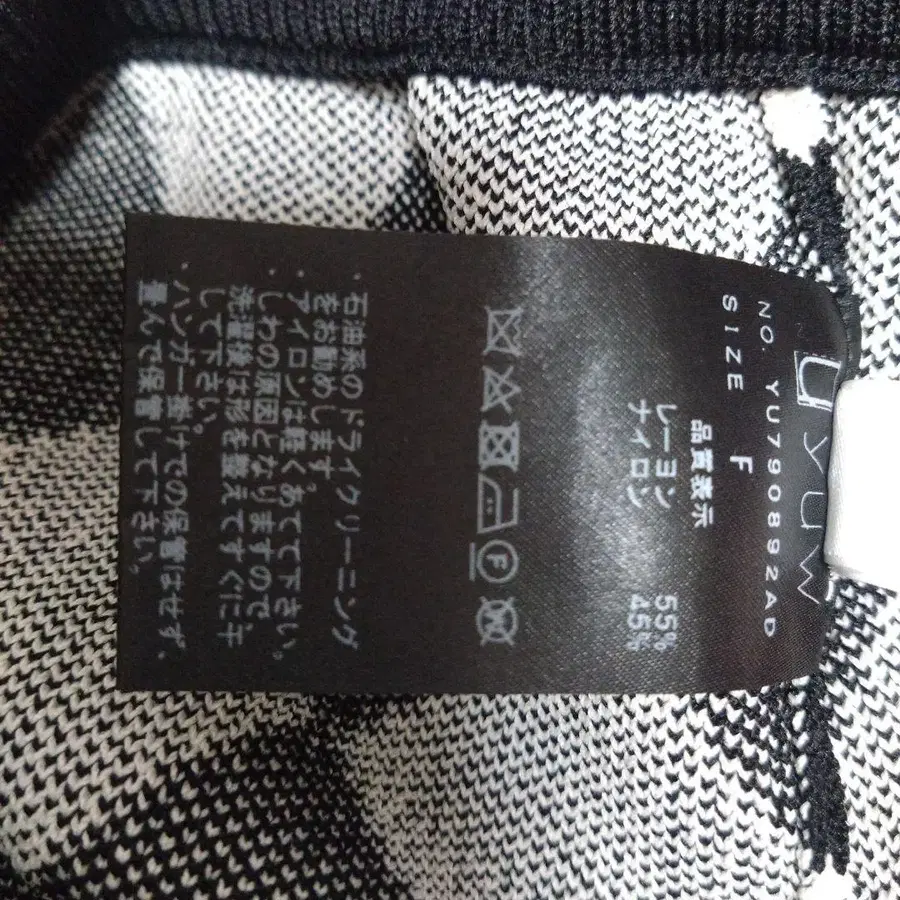 NO. YU790892AD
SIZE F
品質表示
レーヨン 55%
ナイロン 45%
F
石油系のドライクリーニング
をお勧めします。
・アイロンは軽くあてて下さい。
・しわの原因となりますので、
洗濯後は形を整えてすぐに干
して下さい。
・ハンガー掛けでの保管はせず、
畳んで保管して下さい。